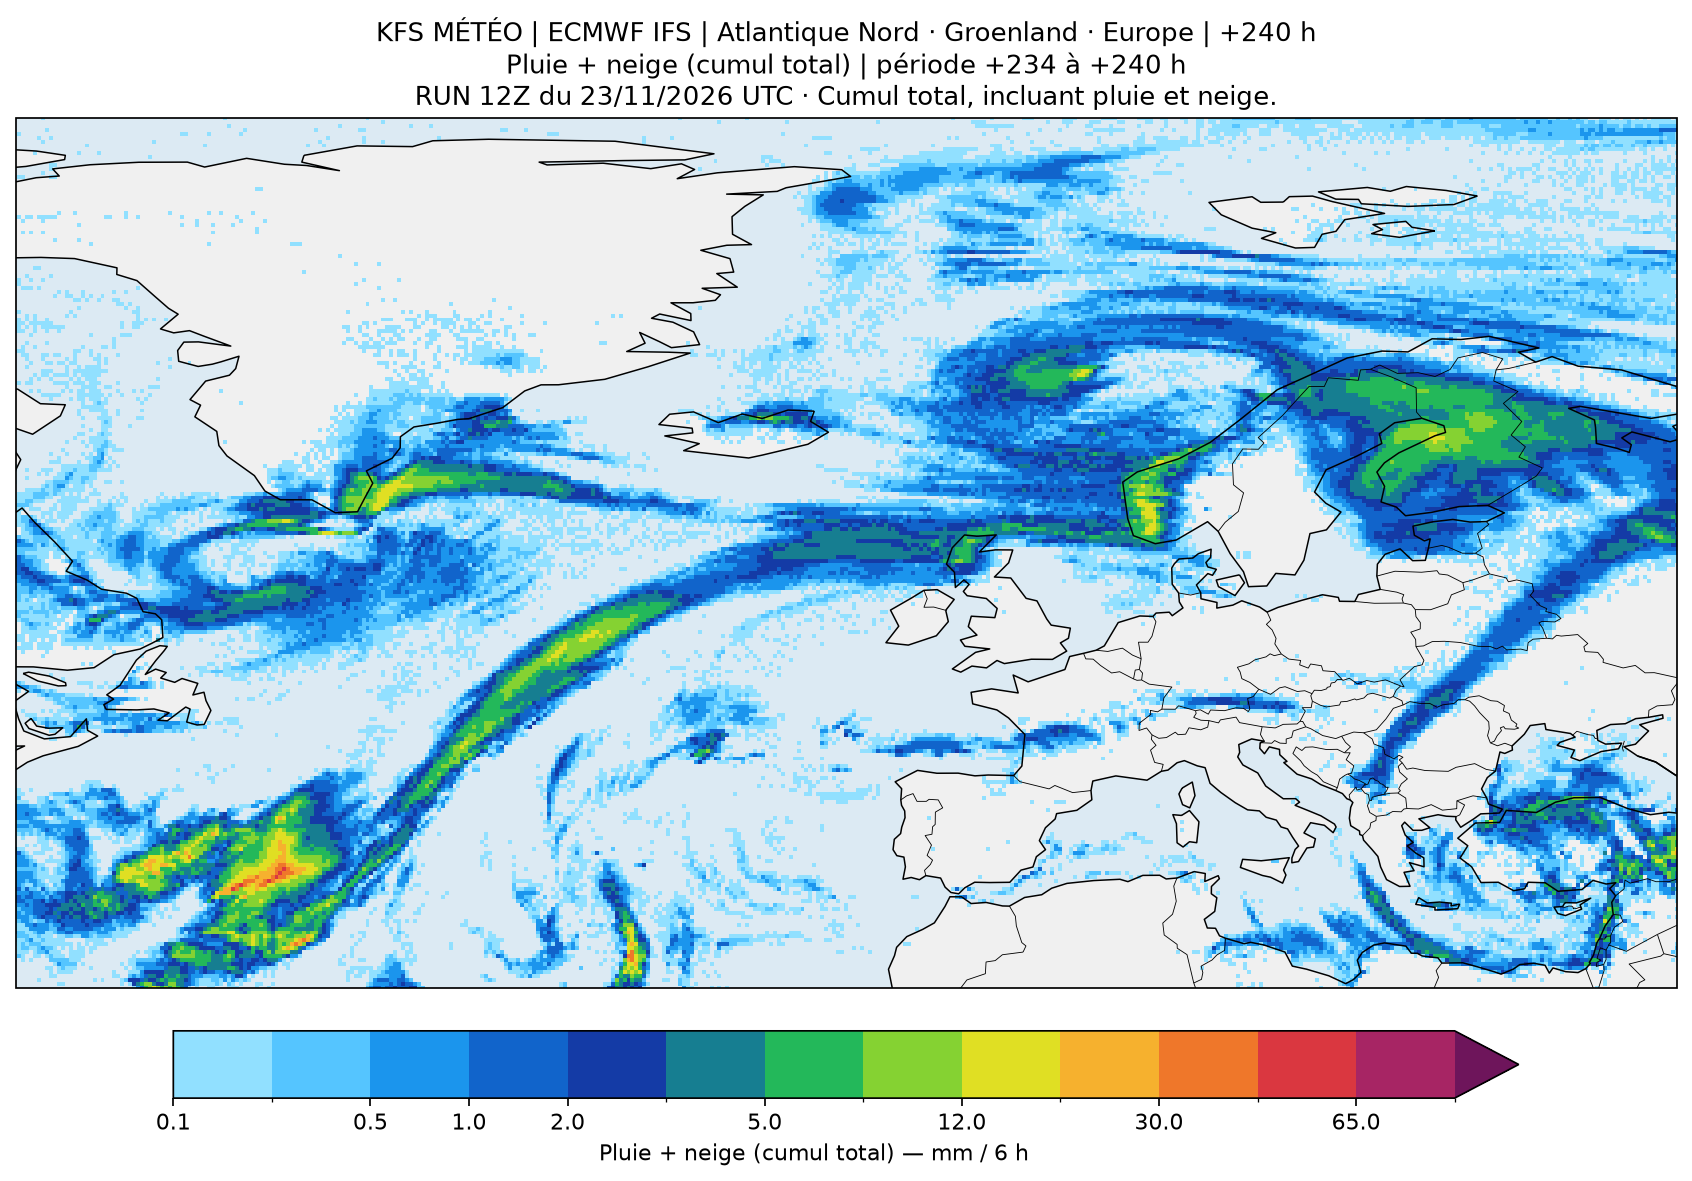 KFS MÉTÉO | ECMWF IFS | Atlantique Nord · Groenland · Europe | +240 h
Pluie + neige (cumul total) | période +234 à +240 h
RUN 12Z du 23/11/2026 UTC · Cumul total, incluant pluie et neige.
0.1 0.5 1.0 2.0 5.0 12.0 30.0 65.0
Pluie + neige (cumul total) — mm / 6 h